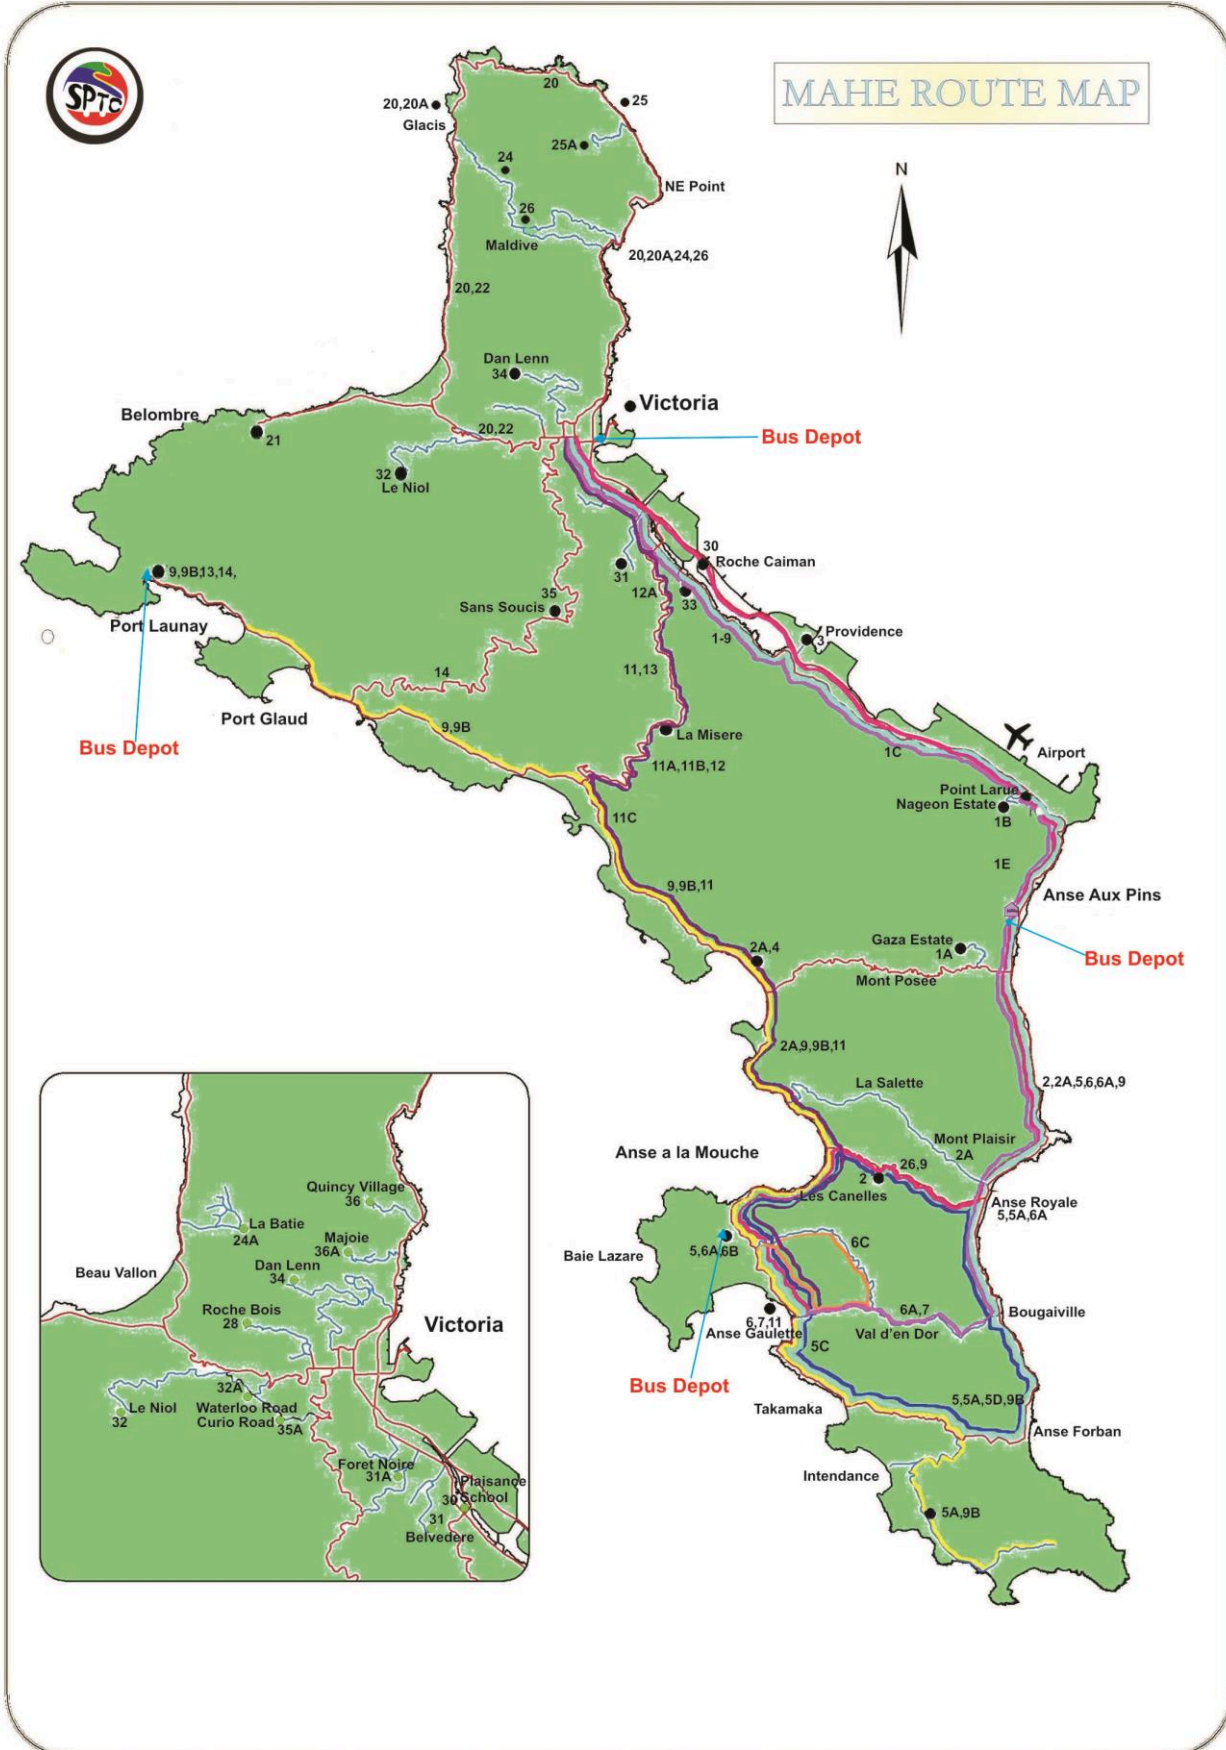 SPTC
MAHE ROUTE MAP
N
20
20,20A
Glacis
25
25A
24
NE Point
26
Maldive
20,20A,24,26
20,22
Dan Lenn
34
Victoria
Belombre
21
20,22
Bus Depot
32
Le Niol
30
Roche Caiman
9,9B,13,14,
31
12A
33
35
Sans Soucis
Port Launay
1-9
Providence
3
14
11,13
Port Glaud
9,9B
La Misere
Bus Depot
1C
Airport
11A,11B,12
Point Larue
Nageon Estate
1B
11C
1E
9,9B,11
Anse Aux Pins
Gaza Estate
1A
2A,4
Bus Depot
Mont Posee
2A,9,9B,11
La Salette
2,2A,5,6,6A,9
Mont Plaisir
2A
Anse a la Mouche
26,9
2
Les Canelles
Anse Royale
5,5A,6A
5,6A,6B
Baie Lazare
6C
6A,7
Bougaiville
6,7,11
Anse Gaulette
Val d'en Dor
5C
Bus Depot
Takamaka
5,5A,5D,9B
Anse Forban
Intendance
5A,9B
Quincy Village
36
La Batie
24A
Majoie
36A
Beau Vallon
Dan Lenn
34
Roche Bois
28
Victoria
32A
Le Niol
32
Waterloo Road
Curio Road
35A
Foret Noire
31A
Plaisance
School
30
31
Belvedere